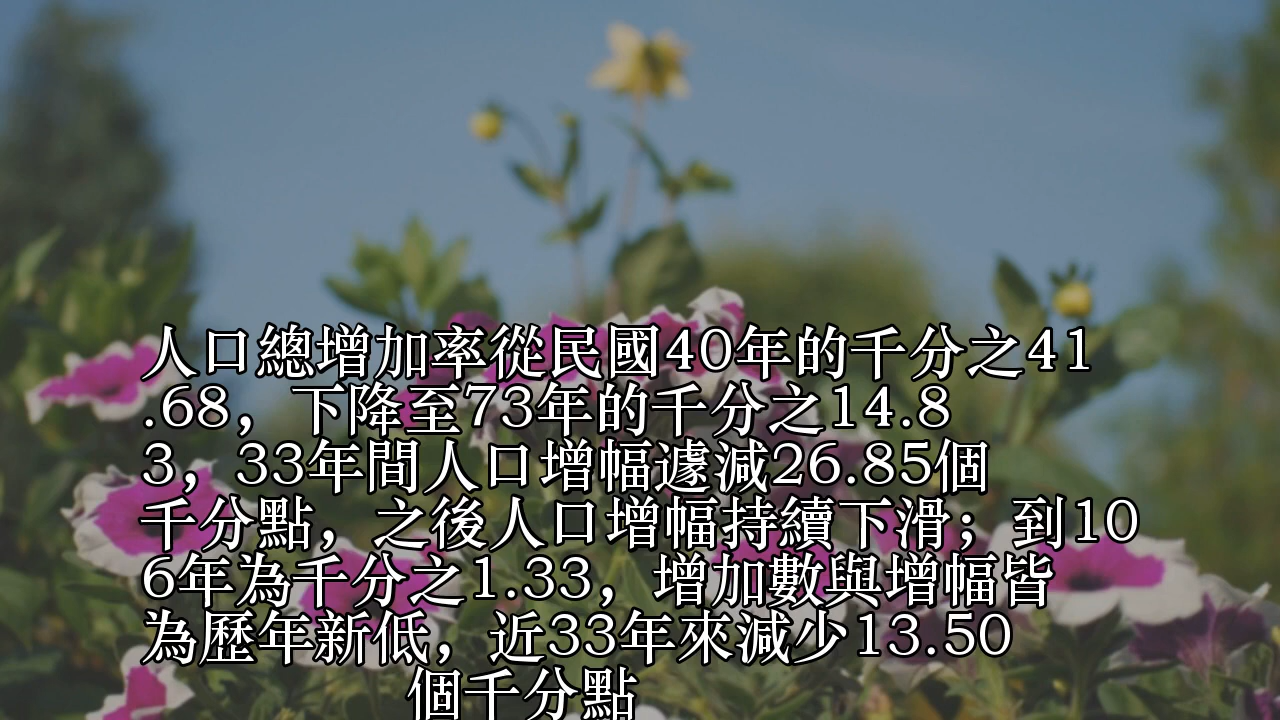 人口總增加率從民國40年的千分之41
.68，下降至73年的千分之14.8
3，33年間人口增幅遽減26.85個
千分點，之後人口增幅持續下滑；到10
6年為千分之1.33，增加數與增幅皆
為歷年新低，近33年來減少13.50
個千分點